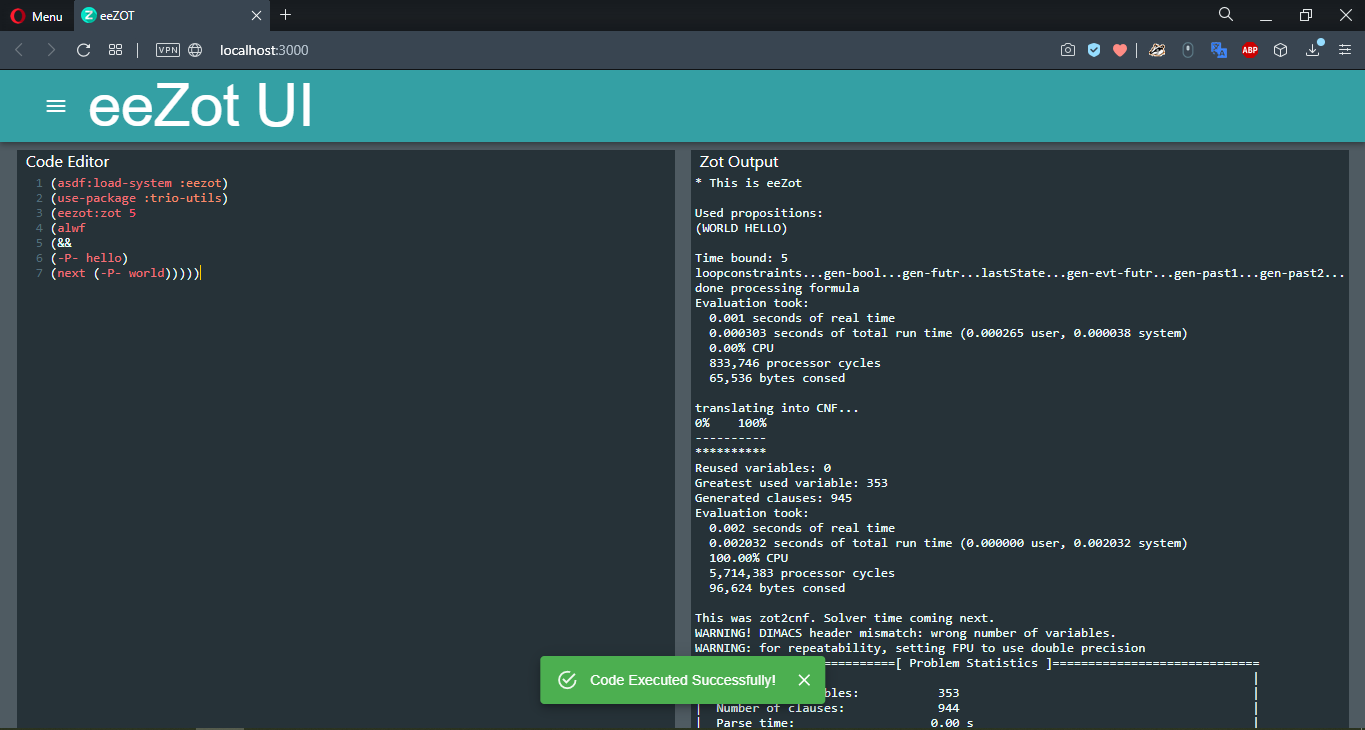 Menu
eeZOT
VPN
localhost:3000
ABP
eeZot UI
Code Editor
1 (asdf:load-system :eezot)
2 (use-package :trio-utils)
3 (eezot:zot 5
4 (alwf
5 (&&
6 (-P- hello)
7 (next (-P- world)))))
Zot Output
* This is eeZot
Used propositions:
(WORLD HELLO)
Time bound: 5
loopconstraints...gen-bool...gen-futr...lastState...gen-evt-futr...gen-past1...gen-past2...
done processing formula
Evaluation took:
0.001 seconds of real time
0.000303 seconds of total run time (0.000265 user, 0.000038 system)
0.00% CPU
833,746 processor cycles
65,536 bytes consed
translating into CNF...
0% 100%
----------
**********
Reused variables: 0
Greatest used variable: 353
Generated clauses: 945
Evaluation took:
0.002 seconds of real time
0.002032 seconds of total run time (0.000000 user, 0.002032 system)
100.00% CPU
5,714,383 processor cycles
96,624 bytes consed
This was zot2cnf. Solver time coming next.
WARNING! DIMACS header mismatch: wrong number of variables.
WARNING: for repeatability, setting FPU to use double precision
==========[ Problem Statistics ]=============================
|
bles: 353 |
| Number of clauses: 944 |
| Parse time: 0.00 s |
Code Executed Successfully!